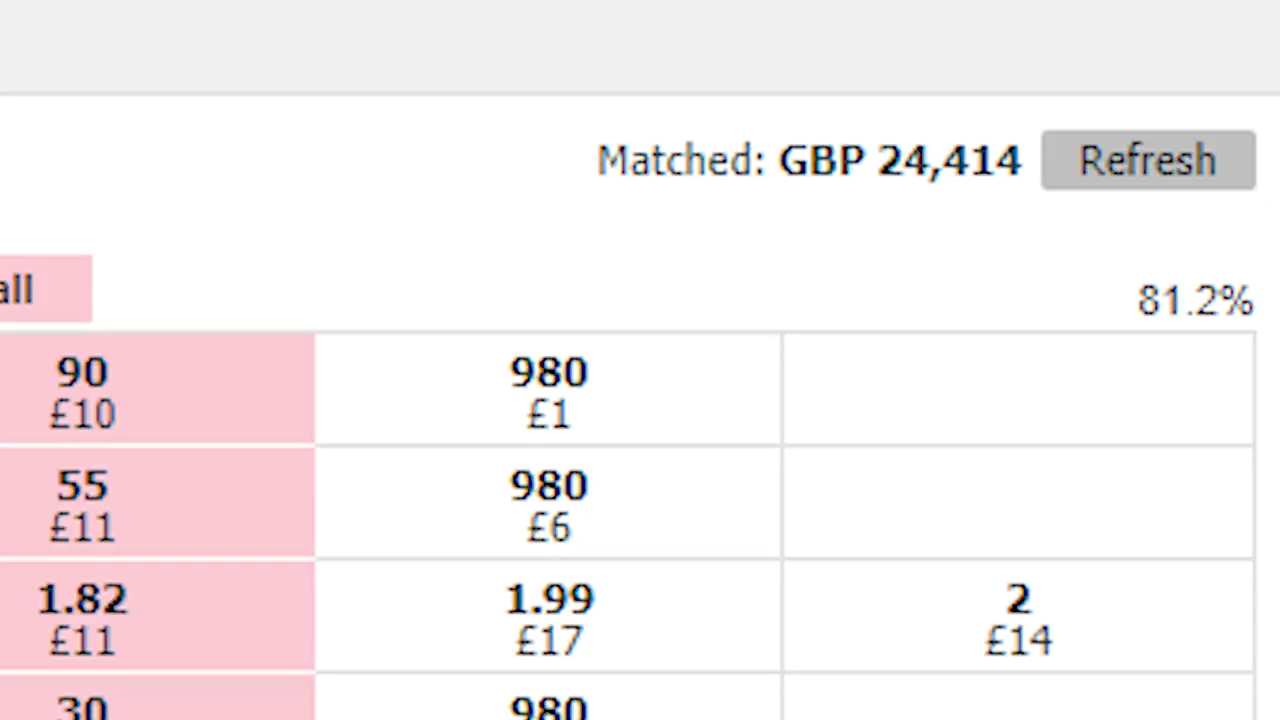 Matched: GBP 24,414 Refresh
all
81.2%
90 980
£10 £1
55 980
£11 £6
1.82 1.99 2
£11 £17 £14
30 980